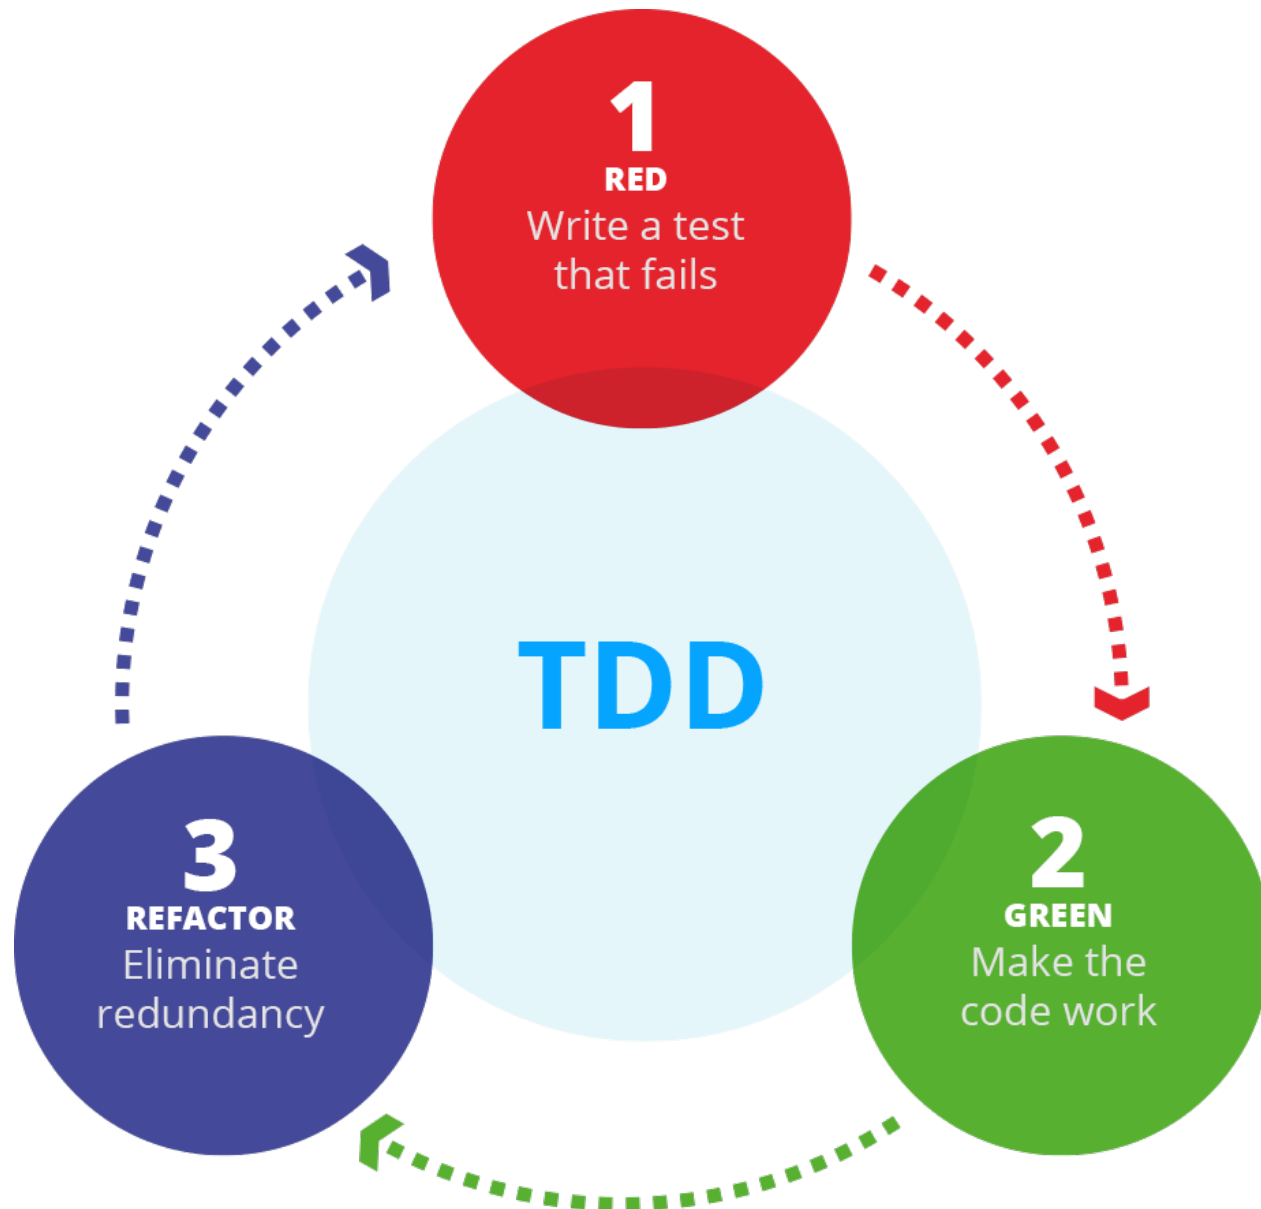 1
RED
Write a test
that fails
TDD
2
GREEN
Make the
code work
3
REFACTOR
Eliminate
redundancy